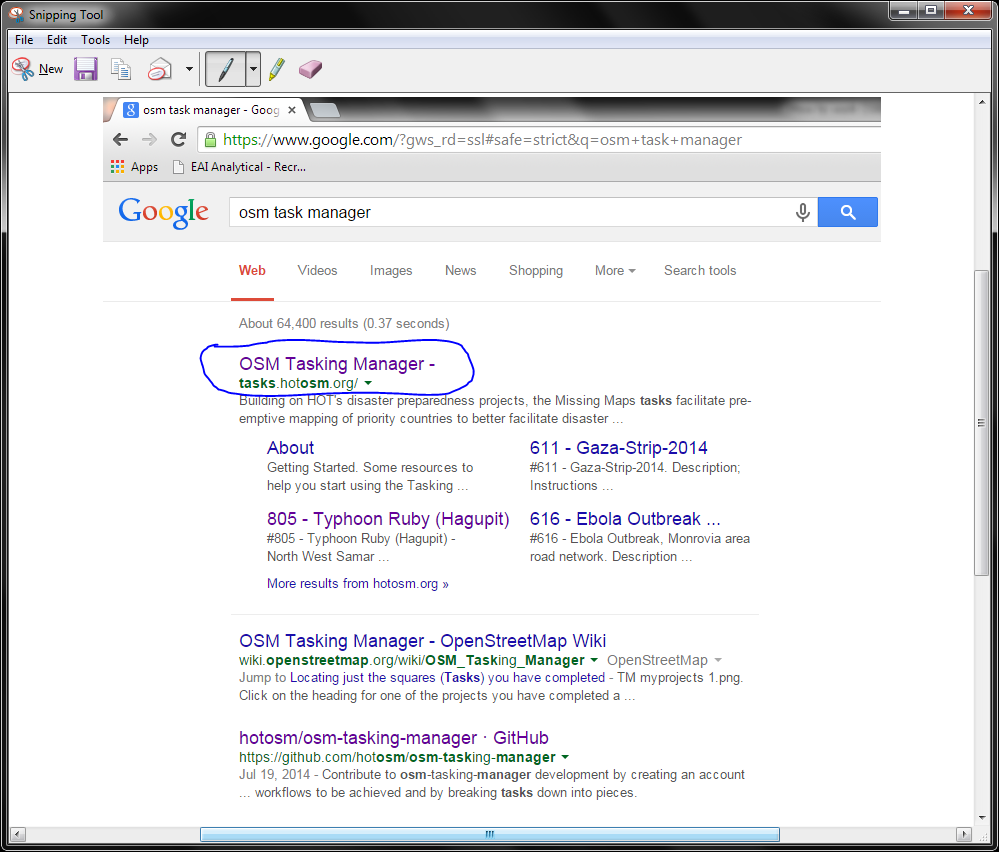 Snipping Tool
File Edit Tools Help
New
osm task manager - Goog
https://www.google.com/?gws_rd=ssl#safe=strict&q=osm+task+manager
Apps EAI Analytical - Recr...
Google osm task manager
Web Videos Images News Shopping More Search tools
About 64,400 results (0.37 seconds)
OSM Tasking Manager -
tasks.hotosm.org/
Building on HOT's disaster preparedness projects, the Missing Maps tasks facilitate pre-
emptive mapping of priority countries to better facilitate disaster ...
About
Getting Started. Some resources to
help you start using the Tasking ...
611 - Gaza-Strip-2014
#611 - Gaza-Strip-2014. Description;
Instructions ...
805 - Typhoon Ruby (Hagupit)
#805 - Typhoon Ruby (Hagupit) -
North West Samar ...
616 - Ebola Outbreak ...
#616 - Ebola Outbreak, Monrovia area
road network. Description ...
More results from hotosm.org »
OSM Tasking Manager - OpenStreetMap Wiki
wiki.openstreetmap.org/wiki/OSM_Tasking_Manager OpenStreetMap
Jump to Locating just the squares (Tasks) you have completed - TM myprojects 1.png.
Click on the heading for one of the projects you have completed a ...
hotosm/osm-tasking-manager · GitHub
https://github.com/hotosm/osm-tasking-manager
Jul 19, 2014 - Contribute to osm-tasking-manager development by creating an account
... workflows to be achieved and by breaking tasks down into pieces.